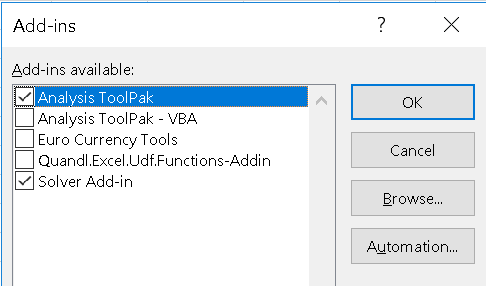 Add-ins
?
Add-ins available:
Analysis ToolPak
Analysis ToolPak - VBA
Euro Currency Tools
Quandl.Excel.Udf.Functions-Addin
Solver Add-in
OK
Cancel
Browse...
Automation...